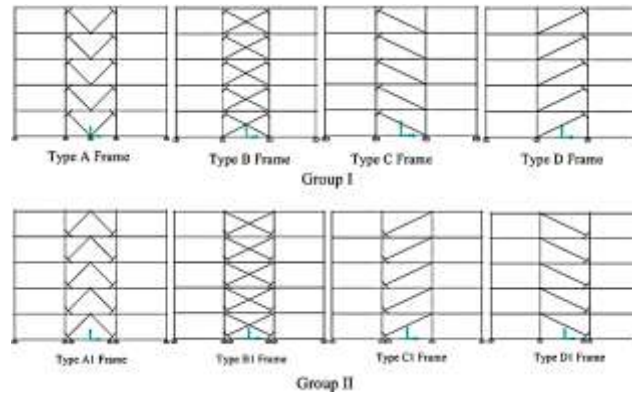 Type A Frame
Type B Frame
Type C Frame
Type D Frame
Group I
Type A1 Frame
Type B1 Frame
Type C1 Frame
Type D1 Frame
Group II